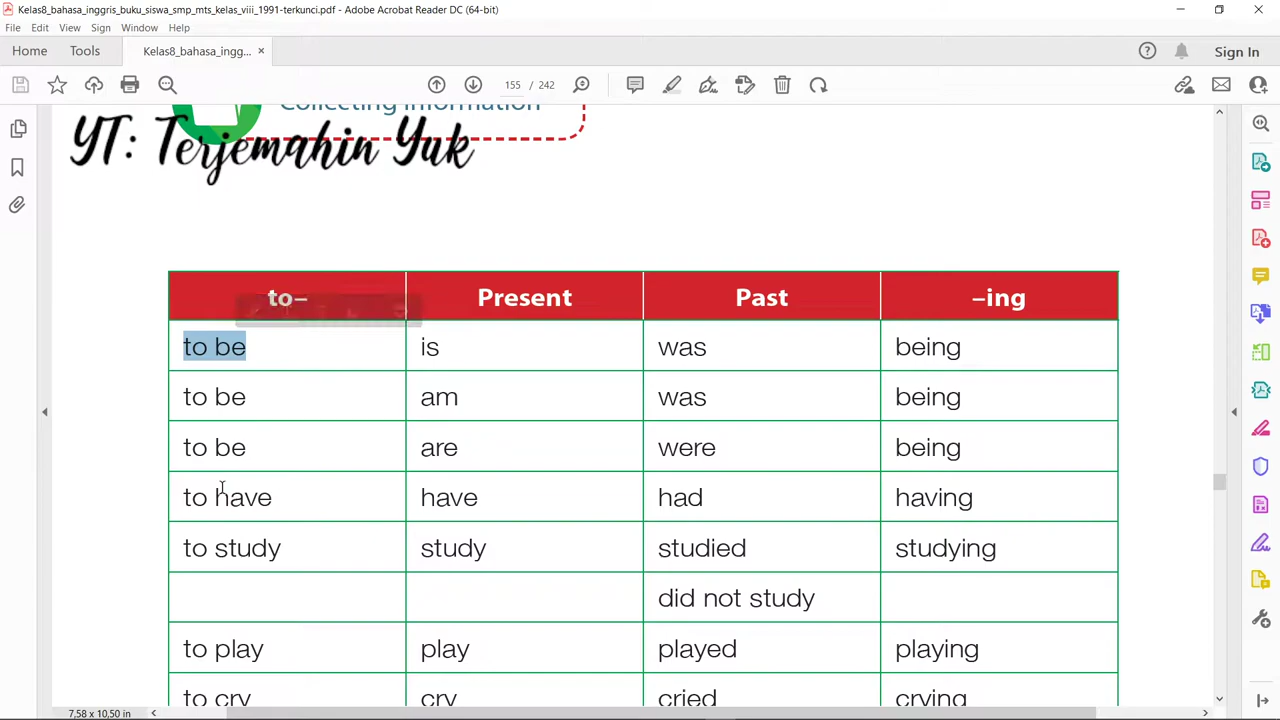 Kelas8_bahasa_inggris_buku_siswa_smp_mts_kelas_viii_1991-terkunci.pdf - Adobe Acrobat Reader DC (64-bit)
File Edit View Sign Window Help
Home Tools Kelas8_bahasa_ingg... × Sign In
155 / 242
Collecting Information
YT: Terjemahin Yuk
to– Present Past –ing
to be is was being
to be am was being
to be are were being
to have have had having
to study study studied studying
did not study
to play play played playing
to cry cry cried crying
7,58 x 10,50 in